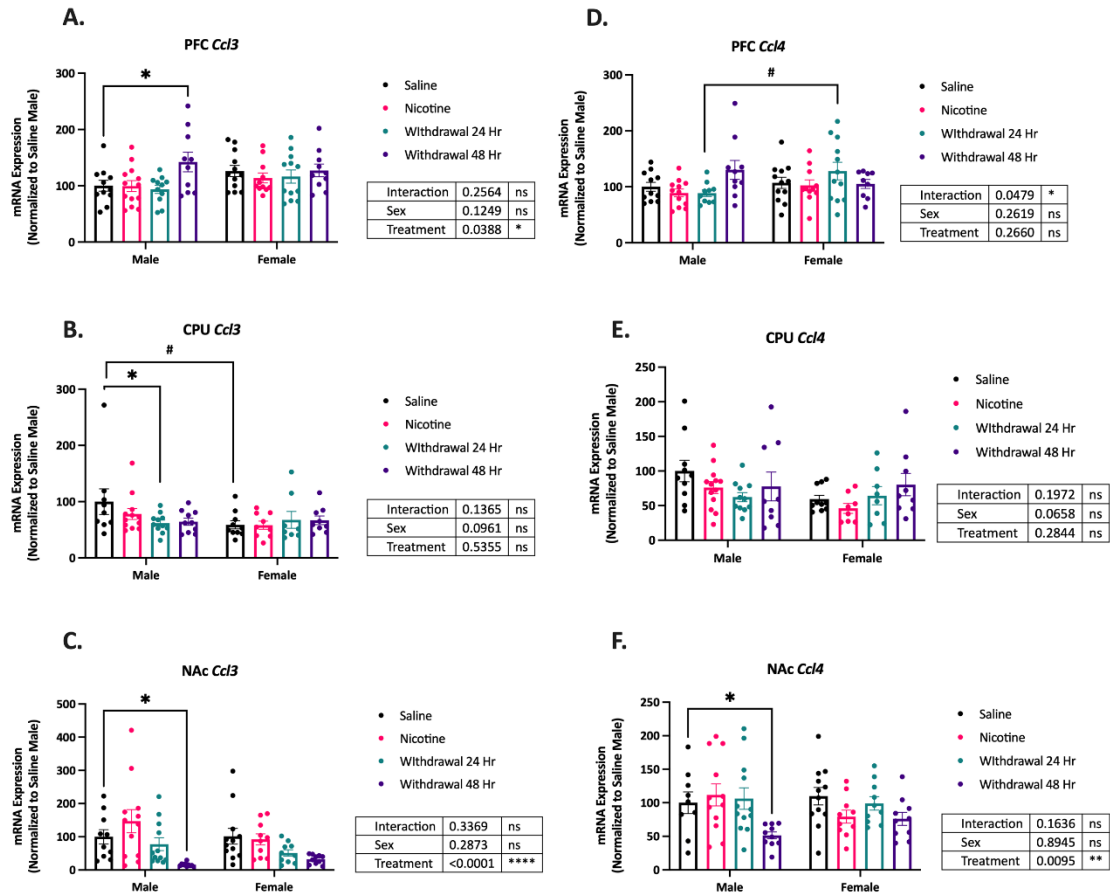 A.
PFC Ccl3
mRNA Expression
(Normalized to Saline Male)
300
200
100
0
*
Male
Female
Saline
Nicotine
WIthdrawal 24 Hr
Withdrawal 48 Hr
Interaction 0.2564 ns
Sex 0.1249 ns
Treatment 0.0388 *
D.
PFC Ccl4
mRNA Expression
(Normalized to Saline Male)
300
200
100
0
#
Male
Female
Saline
Nicotine
WIthdrawal 24 Hr
Withdrawal 48 Hr
Interaction 0.0479 *
Sex 0.2619 ns
Treatment 0.2660 ns
B.
CPU Ccl3
mRNA Expression
(Normalized to Saline Male)
300
200
100
0
#
*
Male
Female
Saline
Nicotine
WIthdrawal 24 Hr
Withdrawal 48 Hr
Interaction 0.1365 ns
Sex 0.0961 ns
Treatment 0.5355 ns
E.
CPU Ccl4
mRNA Expression
(Normalized to Saline Male)
250
200
150
100
50
0
Male
Female
Saline
Nicotine
WIthdrawal 24 Hr
Withdrawal 48 Hr
Interaction 0.1972 ns
Sex 0.0658 ns
Treatment 0.2844 ns
C.
NAc Ccl3
mRNA Expression
(Normalized to Saline Male)
500
400
300
200
100
0
*
Male
Female
Saline
Nicotine
WIthdrawal 24 Hr
Withdrawal 48 Hr
Interaction 0.3369 ns
Sex 0.2873 ns
Treatment <0.0001 ****
F.
NAc Ccl4
mRNA Expression
(Normalized to Saline Male)
250
200
150
100
50
0
*
Male
Female
Saline
Nicotine
WIthdrawal 24 Hr
Withdrawal 48 Hr
Interaction 0.1636 ns
Sex 0.8945 ns
Treatment 0.0095 **